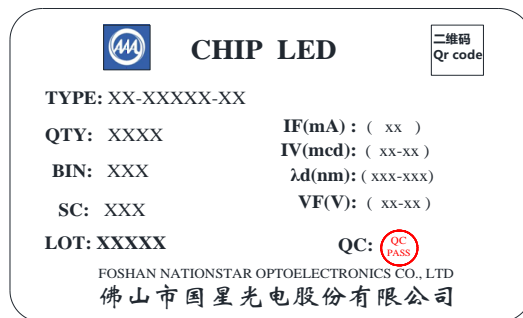 CHIP LED
二维码
Qr code
TYPE: XX-XXXXX-XX
QTY: XXXX
BIN: XXX
SC: XXX
LOT: XXXXX
IF(mA) : ( xx )
IV(mcd): ( xx-xx )
λd(nm): ( xxx-xxx)
VF(V): ( xx-xx )
QC: QC
PASS
FOSHAN NATIONSTAR OPTOELECTRONICS CO., LTD
佛山市国星光电股份有限公司